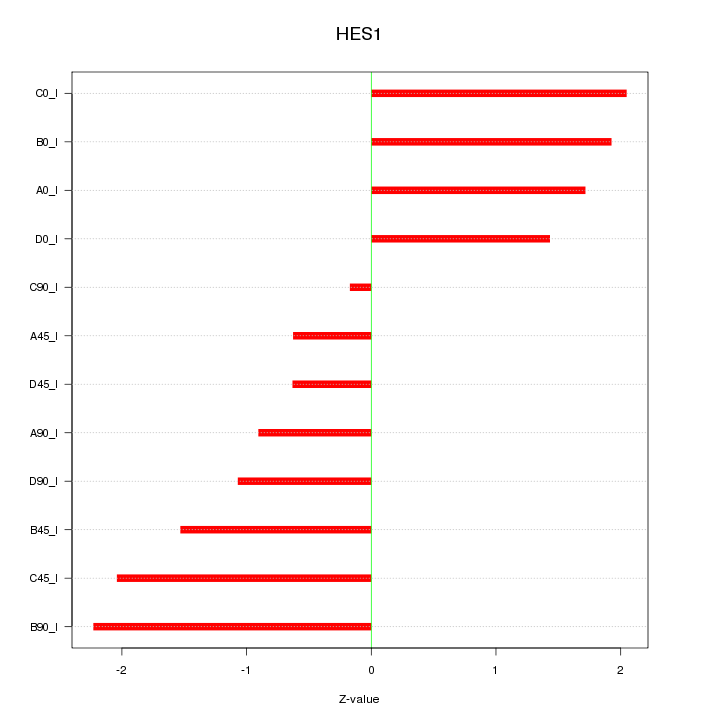 HES1
C0_I
B0_I
A0_I
D0_I
C90_I
A45_I
D45_I
A90_I
D90_I
B45_I
C45_I
B90_I
-2 -1 0 1 2
Z-value